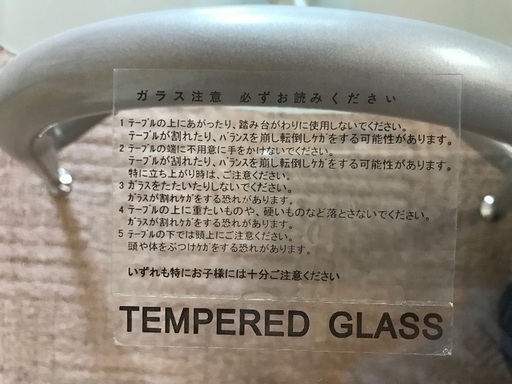 ガラス注意　必ずお読みください
1 テーブルの上にあがったり、踏み台がわりに使用しないでください。
テーブルが割れたり、バランスを崩し転倒しケガをする可能性があります。
2 テーブルの端に不用意に手をかけないでください。
テーブルが割れたり、バランスを崩し転倒しケガをする可能性があります。
特に立ち上がり時は、ご注意ください。
3 ガラスをたたいたりしないでください。
ガラスが割れケガをする恐れがあります。
4 テーブルの上に重たいものや、硬いものなど落とさないでください。
ガラスが割れケガをする恐れがあります。
5 テーブルの下では頭上にご注意ください。
頭や体をぶつけケガをする恐れがあります。
いずれも特にお子様には十分ご注意ください
TEMPERED GLASS